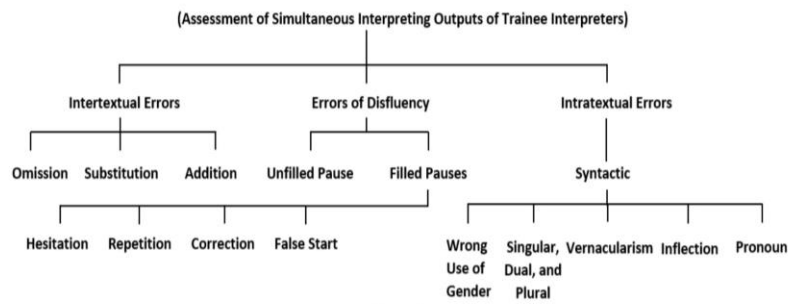 (Assessment of Simultaneous Interpreting Outputs of Trainee Interpreters)
Intertextual Errors
Errors of Disfluency
Intratextual Errors
Omission
Substitution
Addition
Unfilled Pause
Filled Pauses
Syntactic
Hesitation
Repetition
Correction
False Start
Wrong
Use of
Gender
Singular,
Dual, and
Plural
Vernacularism
Inflection
Pronoun